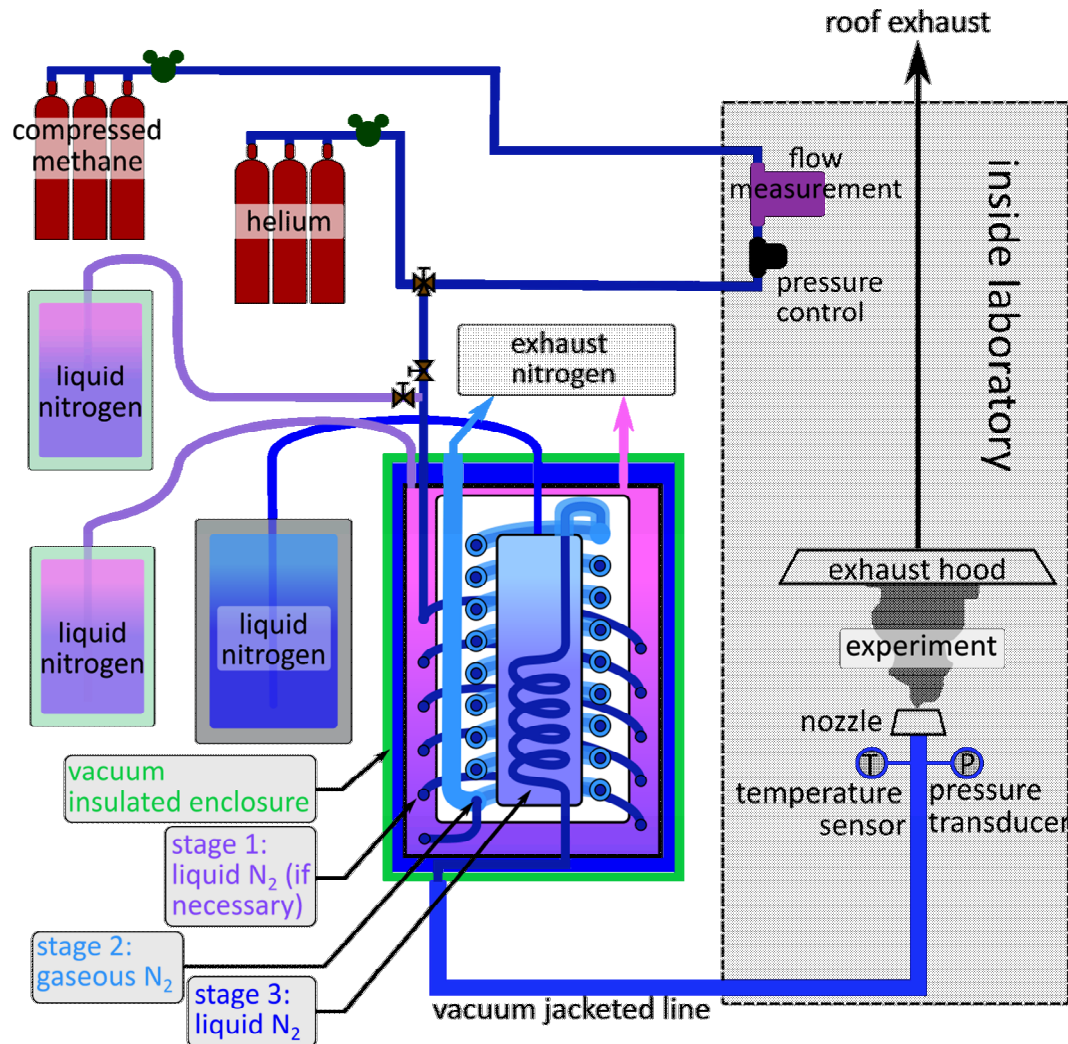 roof exhaust
compressed
methane
helium
flow
measurement
pressure
control
inside laboratory
liquid
nitrogen
exhaust
nitrogen
liquid
nitrogen
liquid
nitrogen
exhaust hood
experiment
nozzle
T
P
temperature
sensor
pressure
transducer
vacuum
insulated enclosure
stage 1:
liquid N₂ (if
necessary)
stage 2:
gaseous N₂
stage 3:
liquid N₂
vacuum jacketed line